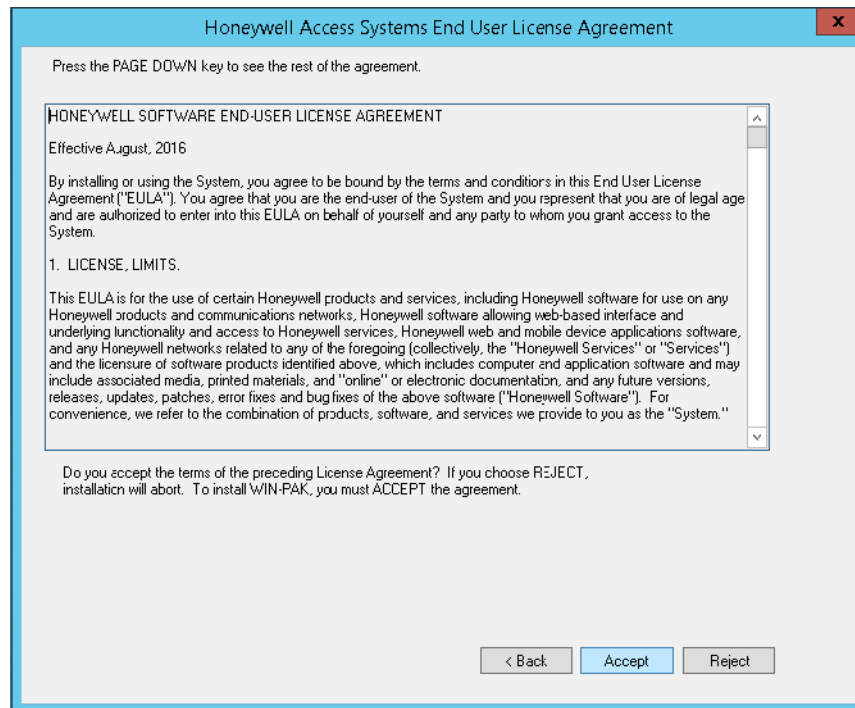 Honeywell Access Systems End User License Agreement
x
Press the PAGE DOWN key to see the rest of the agreement.
HONEYWELL SOFTWARE END-USER LICENSE AGREEMENT
Effective August, 2016
By installing or using the System, you agree to be bound by the terms and conditions in this End User License
Agreement ("EULA"). You agree that you are the end-user of the System and you represent that you are of legal age
and are authorized to enter into this EULA on behalf of yourself and any party to whom you grant access to the
System.
1. LICENSE, LIMITS.
This EULA is for the use of certain Honeywell products and services, including Honeywell software for use on any
Honeywell products and communications networks, Honeywell software allowing web-based interface and
underlying functionality and access to Honeywell services, Honeywell web and mobile device applications software,
and any Honeywell networks related to any of the foregoing (collectively, the "Honeywell Services" or "Services")
and the licensure of software products identified above, which includes computer and application software and may
include associated media, printed materials, and "online" or electronic documentation, and any future versions,
releases, updates, patches, error fixes and bug fixes of the above software ("Honeywell Software"). For
convenience, we refer to the combination of products, software, and services we provide to you as the "System."
Do you accept the terms of the preceding License Agreement? If you choose REJECT,
installation will abort. To install WIN-PAK, you must ACCEPT the agreement.
< Back
Accept
Reject